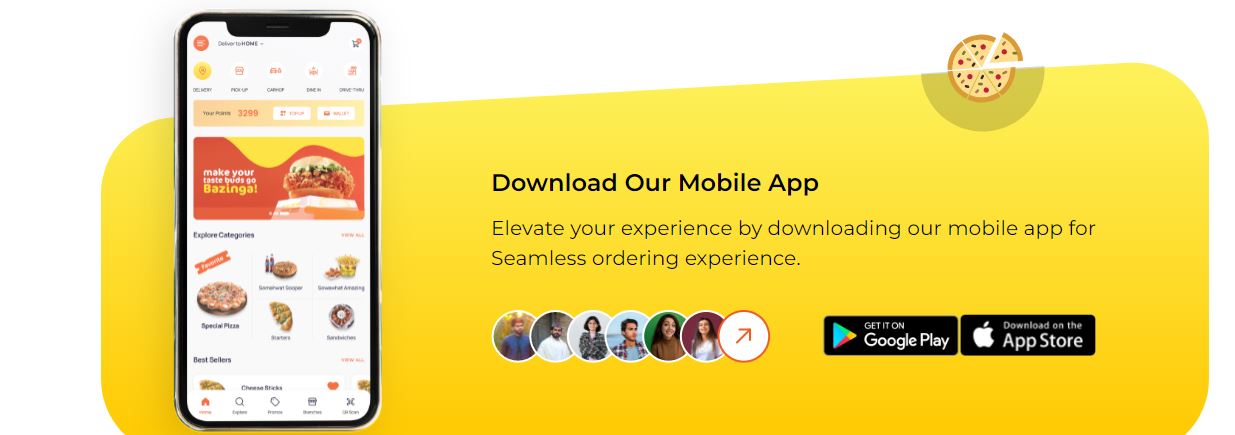 Deliver to HOME
DELIVERY
PICK-UP
CARHOP
DINE IN
DRIVE-THRU
Your Points 3299
TOPUP
WALLET
make your
taste buds go
Bazinga!
Explore Categories
VIEW ALL
Favorite
Somewhat Sooper
Somewhat Amazing
Special Pizza
Starters
Sandwiches
Best Sellers
VIEW ALL
Cheese Sticks
Home
Explore
Promos
Branches
QR Scan
Download Our Mobile App
Elevate your experience by downloading our mobile app for
Seamless ordering experience.
GET IT ON
Google Play
Download on the
App Store